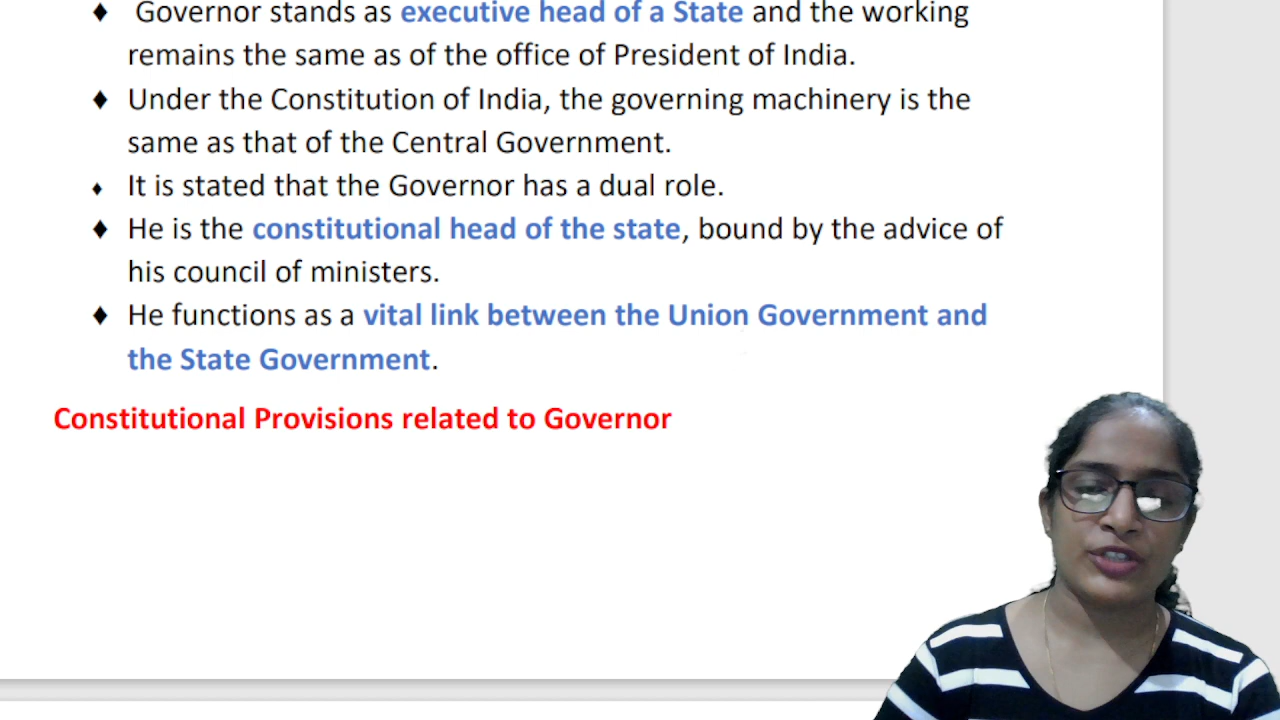 ♦ Governor stands as executive head of a State and the working
remains the same as of the office of President of India.
♦ Under the Constitution of India, the governing machinery is the
same as that of the Central Government.
♦ It is stated that the Governor has a dual role.
♦ He is the constitutional head of the state, bound by the advice of
his council of ministers.
♦ He functions as a vital link between the Union Government and
the State Government.
Constitutional Provisions related to Governor